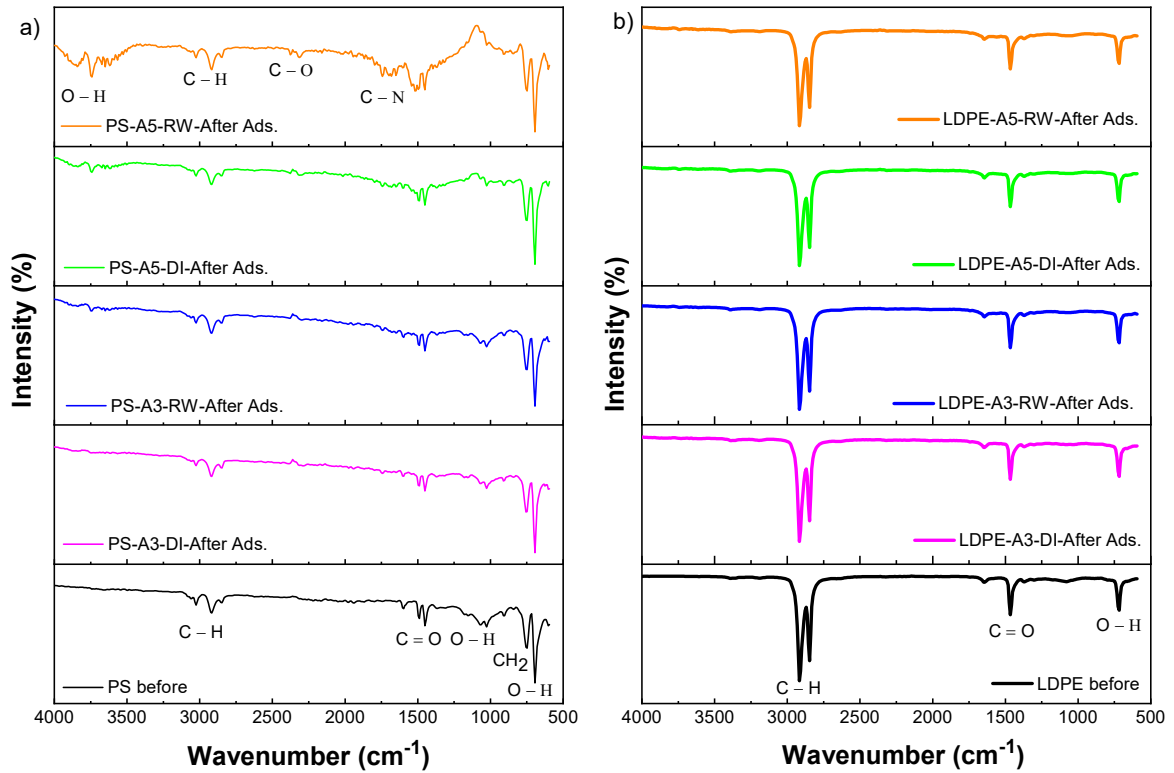 a)
O – H
C – H
C – O
C – N
PS-A5-RW-After Ads.
PS-A5-DI-After Ads.
PS-A3-RW-After Ads.
PS-A3-DI-After Ads.
C – H
C = O
O – H
CH2
O – H
PS before
4000 3500 3000 2500 2000 1500 1000 500
Wavenumber (cm-1)
Intensity (%)
b)
LDPE-A5-RW-After Ads.
LDPE-A5-DI-After Ads.
LDPE-A3-RW-After Ads.
LDPE-A3-DI-After Ads.
C – H
C = O
O – H
LDPE before
4000 3500 3000 2500 2000 1500 1000 500
Wavenumber (cm-1)
Intensity (%)